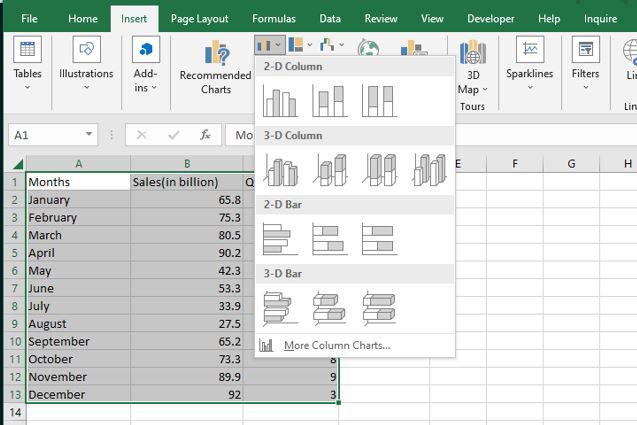 File Home Insert Page Layout Formulas Data Review View Developer Help Inquire
Tables Illustrations Add-ins Recommended Charts 3D Map Sparklines Filters
Tours
A1 fx Mo
2-D Column
3-D Column
2-D Bar
3-D Bar
More Column Charts...
A B E F G H
1 Months Sales(in billion) Q
2 January 65.8
3 February 75.3
4 March 80.5
5 April 90.2
6 May 42.3
7 June 53.3
8 July 33.9
9 August 27.5
10 September 65.2
11 October 73.3 8
12 November 89.9 9
13 December 92 3
14